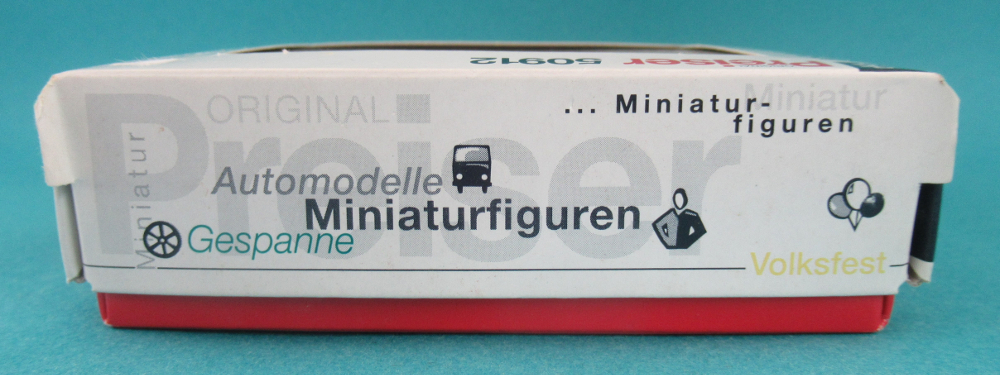 Preiser 50912
ORIGINAL
Preiser
Miniatur
... Miniatur-
figuren
Miniatur
Automodelle
Miniaturfiguren
Gespanne
Volksfest